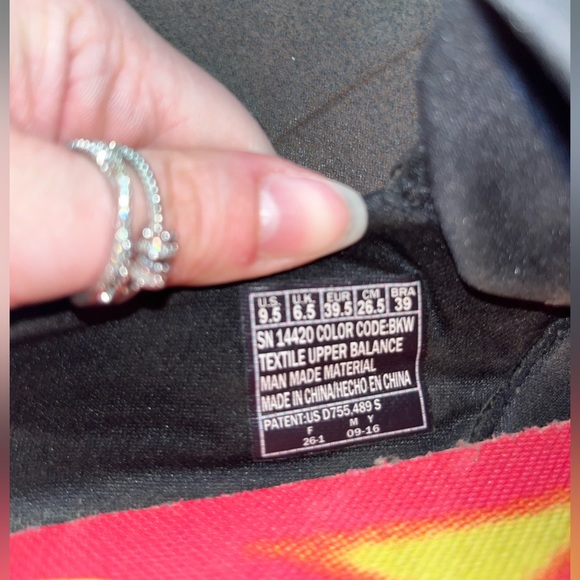 U.S. U.K. EUR CM BRA
9.5 6.5 39.5 26.5 39
SN 14420 COLOR CODE:BKW
TEXTILE UPPER BALANCE
MAN MADE MATERIAL
MADE IN CHINA/HECHO EN CHINA
PATENT:US D755,489 S
F M Y
26-1 09-16